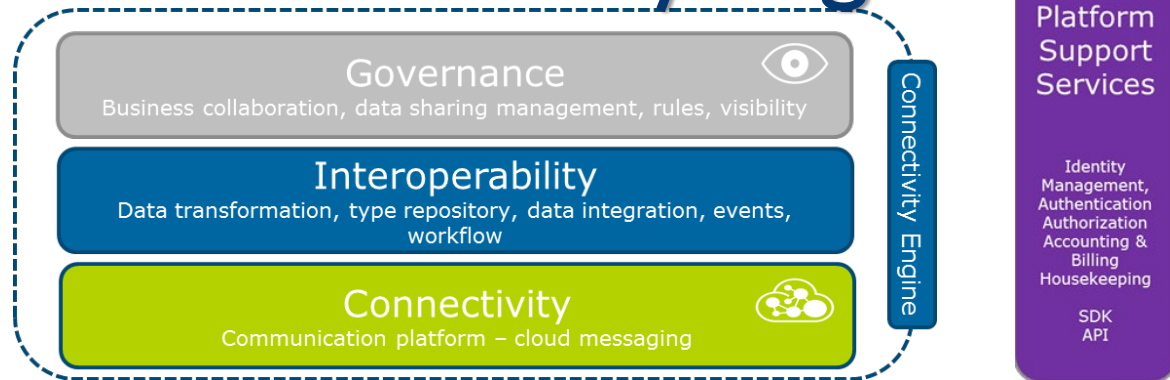 Governance
Business collaboration, data sharing management, rules, visibility
Interoperability
Data transformation, type repository, data integration, events,
workflow
Connectivity
Communication platform – cloud messaging
Connectivity Engine
Platform
Support
Services
Identity
Management,
Authentication
Authorization
Accounting &
Billing
Housekeeping
SDK
API